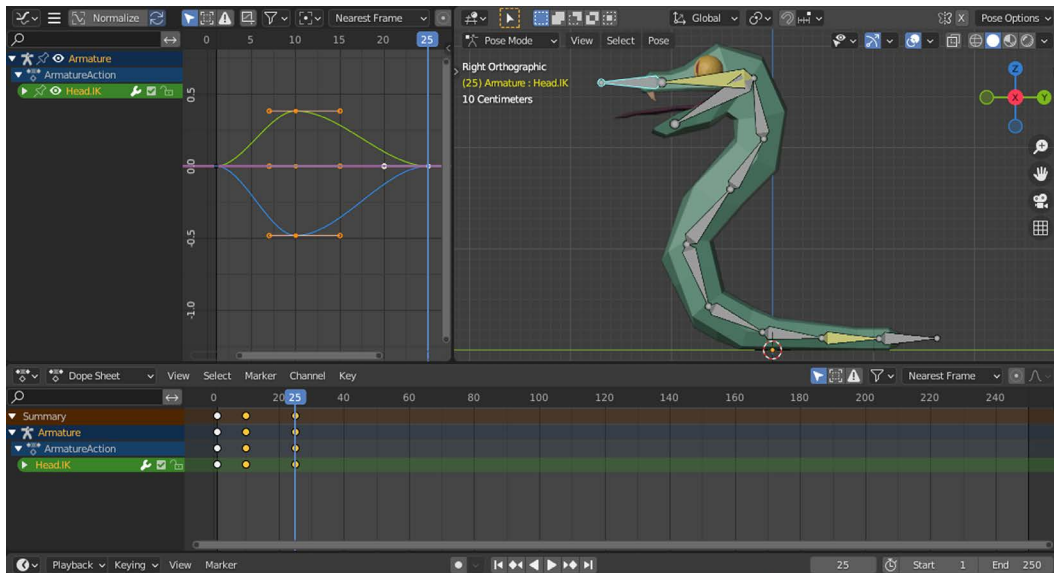 Normalize Nearest Frame
Global X Pose Options
Pose Mode View Select Pose
0 5 10 15 20 25
Armature
ArmatureAction
Head.IK
0.5
0.0
-0.5
-1.0
Right Orthographic
(25) Armature : Head.IK
10 Centimeters
Z
X
Y
Dope Sheet View Select Marker Channel Key Nearest Frame
0 20 25 40 60 80 100 120 140 160 180 200 220 240
Summary
Armature
ArmatureAction
Head.IK
Playback Keying View Marker 25 Start 1 End 250